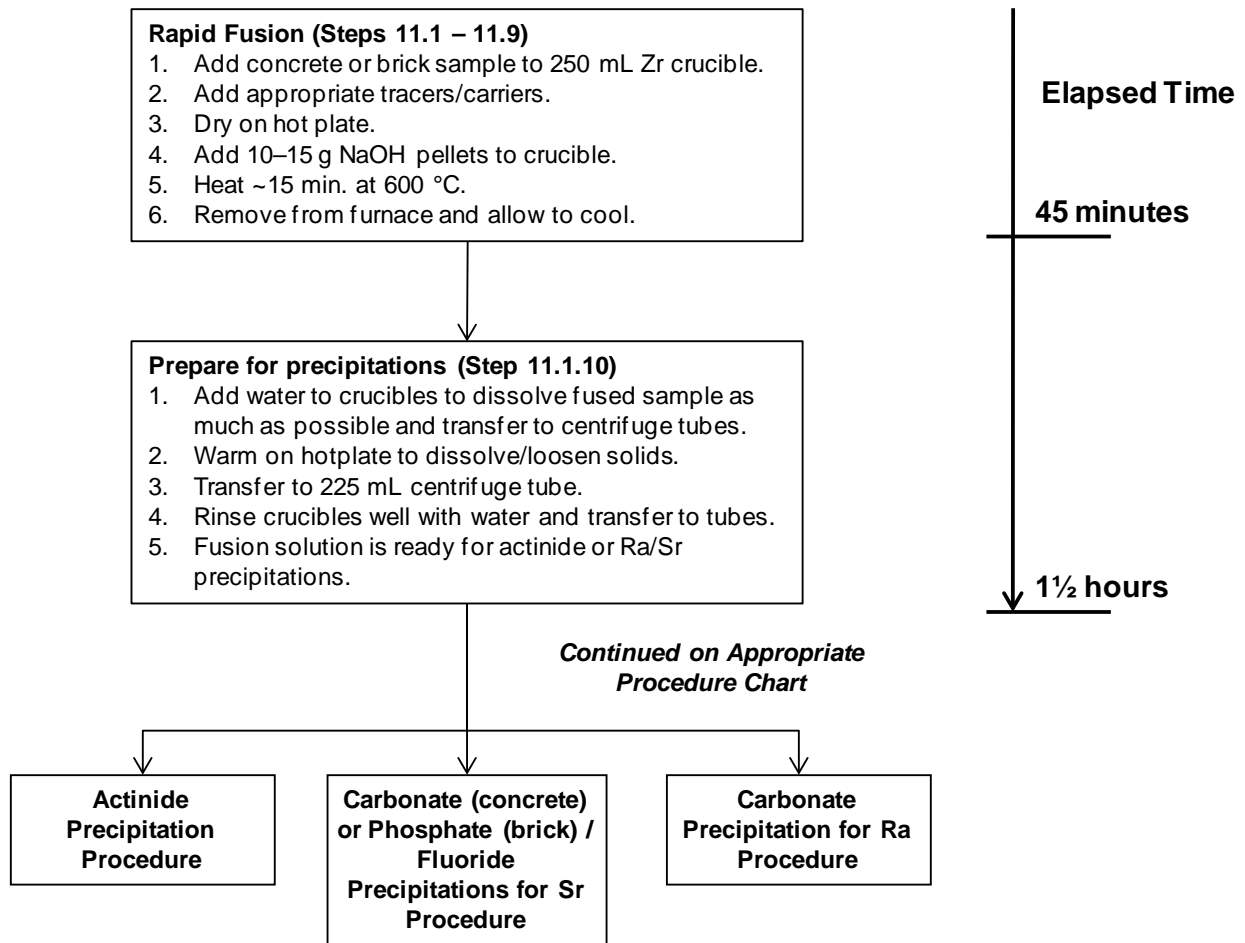 Rapid Fusion (Steps 11.1 – 11.9)
1. Add concrete or brick sample to 250 mL Zr crucible.
2. Add appropriate tracers/carriers.
3. Dry on hot plate.
4. Add 10–15 g NaOH pellets to crucible.
5. Heat ~15 min. at 600 °C.
6. Remove from furnace and allow to cool.
Elapsed Time
45 minutes
Prepare for precipitations (Step 11.1.10)
1. Add water to crucibles to dissolve fused sample as
much as possible and transfer to centrifuge tubes.
2. Warm on hotplate to dissolve/loosen solids.
3. Transfer to 225 mL centrifuge tube.
4. Rinse crucibles well with water and transfer to tubes.
5. Fusion solution is ready for actinide or Ra/Sr
precipitations.
1½ hours
Continued on Appropriate
Procedure Chart
Actinide
Precipitation
Procedure
Carbonate (concrete)
or Phosphate (brick) /
Fluoride
Precipitations for Sr
Procedure
Carbonate
Precipitation for Ra
Procedure